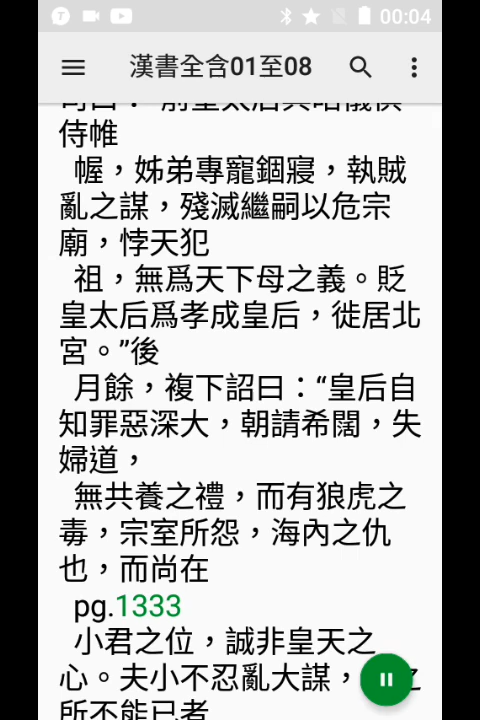 00:04
漢書全含01至08
侍帷
幄，姊弟專寵錮寢，執賊
亂之謀，殘滅繼嗣以危宗
廟，悖天犯
祖，無爲天下母之義。貶
皇太后爲孝成皇后，徙居北
宮。”後
月餘，複下詔曰：“皇后自
知罪惡深大，朝請希闊，失
婦道，
無共養之禮，而有狼虎之
毒，宗室所怨，海內之仇
也，而尚在
pg.1333
小君之位，誠非皇天之
心。夫小不忍亂大謀，
所不能已者